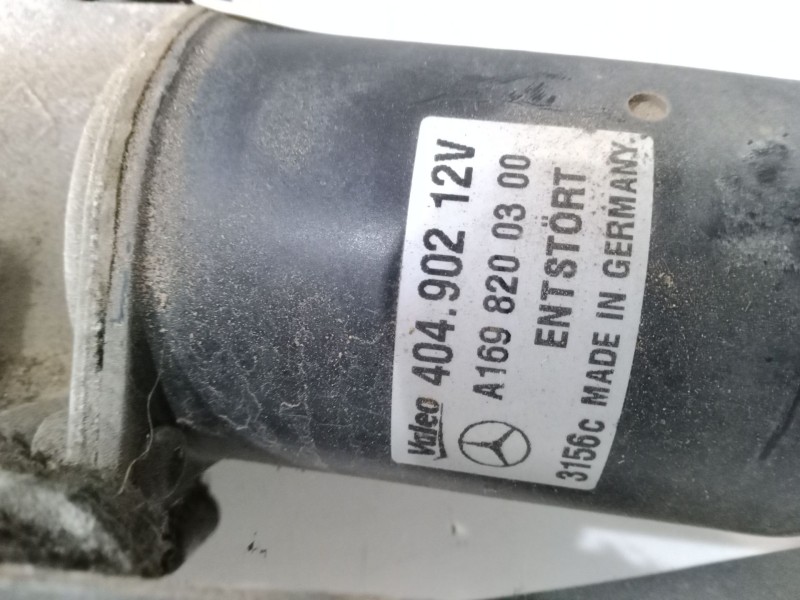 Valeo 404.902 12V
A169 820 03 00
ENTSTÖRT
3156c MADE IN GERMANY